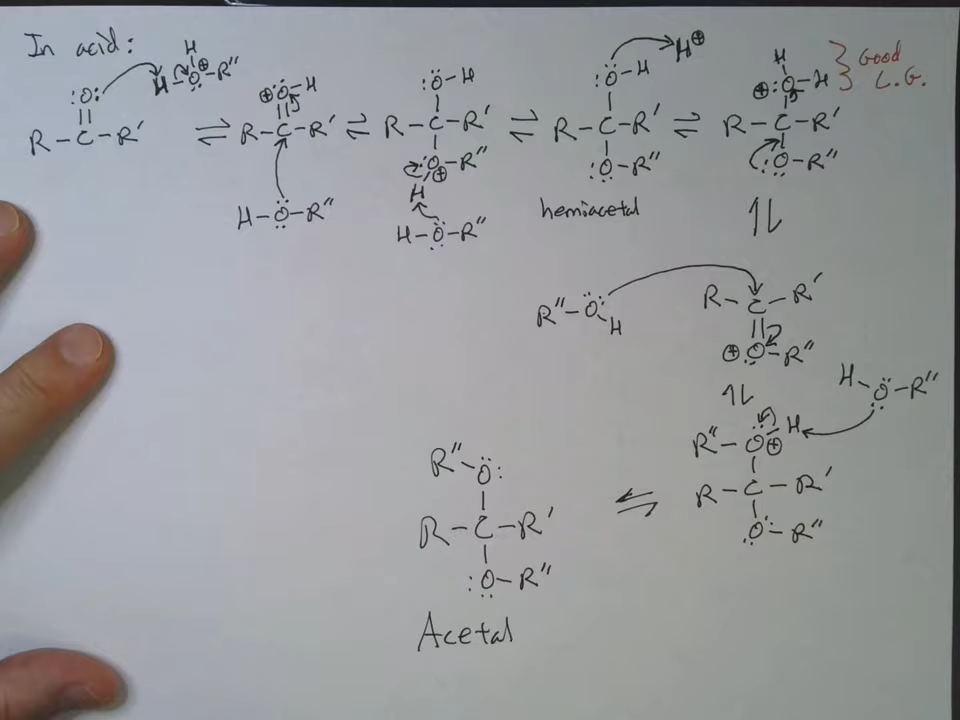 In acid:
:Ö: H–O⊕–R″ H
R–C–R′
⇌
⊕Ö–H
R–C–R′
H–Ö–R″
⇌
:Ö–H
R–C–R′
:O⊕–R″
H
H–Ö–R″
⇌
:Ö–H H⊕
R–C–R′
:Ö–R″
hemiacetal
⇌
H
⊕:O–H
R–C–R′
:Ö–R″
Good
L.G.
⇌
R″–Ö: H
R–C–R′
⊕:O–R″
⇌
H–Ö–R″
R″–Ö⊕ H
R–C–R′
:Ö–R″
⇌
R″–Ö:
R–C–R′
:Ö–R″
Acetal